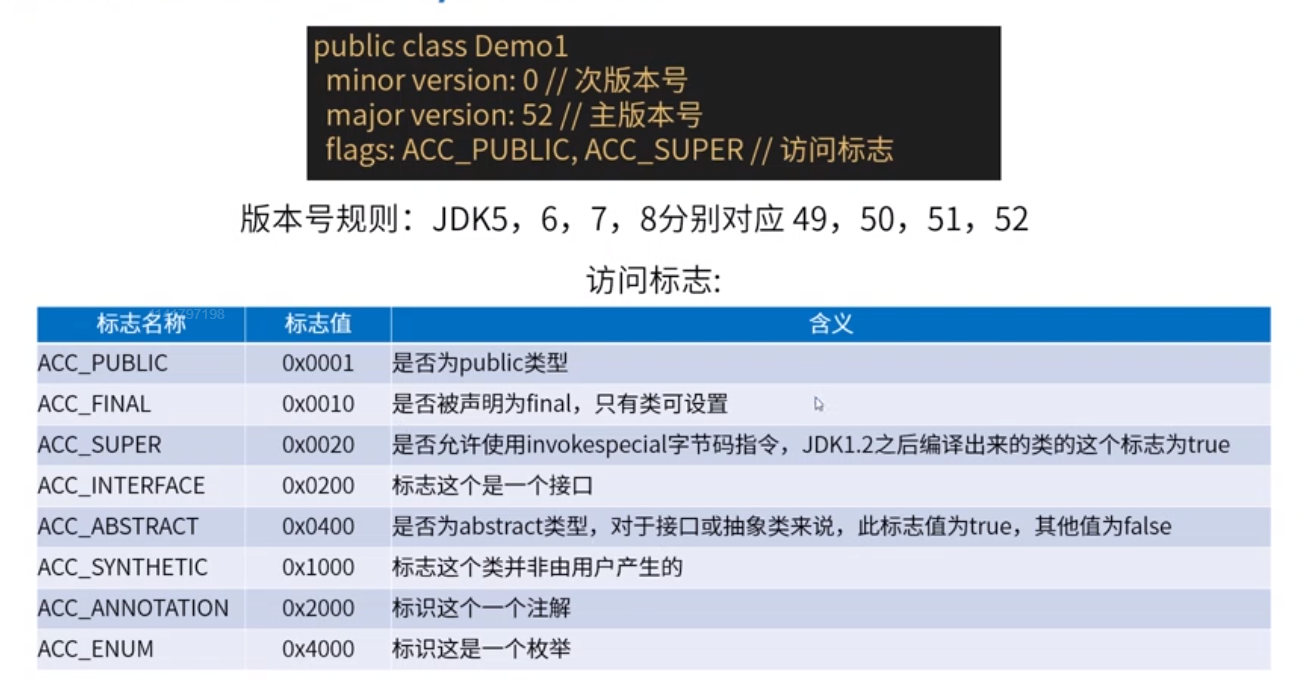 public class Demo1
minor version: 0 // 次版本号
major version: 52 // 主版本号
flags: ACC_PUBLIC, ACC_SUPER // 访问标志
版本号规则：JDK5，6，7，8分别对应 49，50，51，52
访问标志:
标志名称 标志值 含义
ACC_PUBLIC 0x0001 是否为public类型
ACC_FINAL 0x0010 是否被声明为final，只有类可设置
ACC_SUPER 0x0020 是否允许使用invokespecial字节码指令，JDK1.2之后编译出来的类的这个标志为true
ACC_INTERFACE 0x0200 标志这个是一个接口
ACC_ABSTRACT 0x0400 是否为abstract类型，对于接口或抽象类来说，此标志值为true，其他值为false
ACC_SYNTHETIC 0x1000 标志这个类并非由用户产生的
ACC_ANNOTATION 0x2000 标识这个一个注解
ACC_ENUM 0x4000 标识这是一个枚举